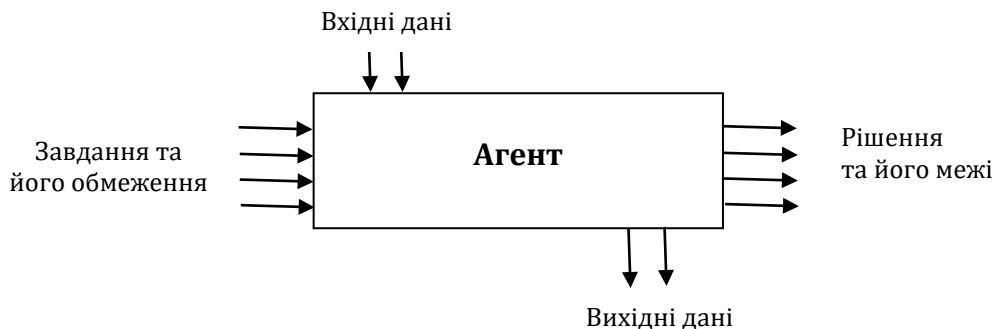 Вхідні дані
Завдання та
його обмеження
Агент
Рішення
та його межі
Вихідні дані